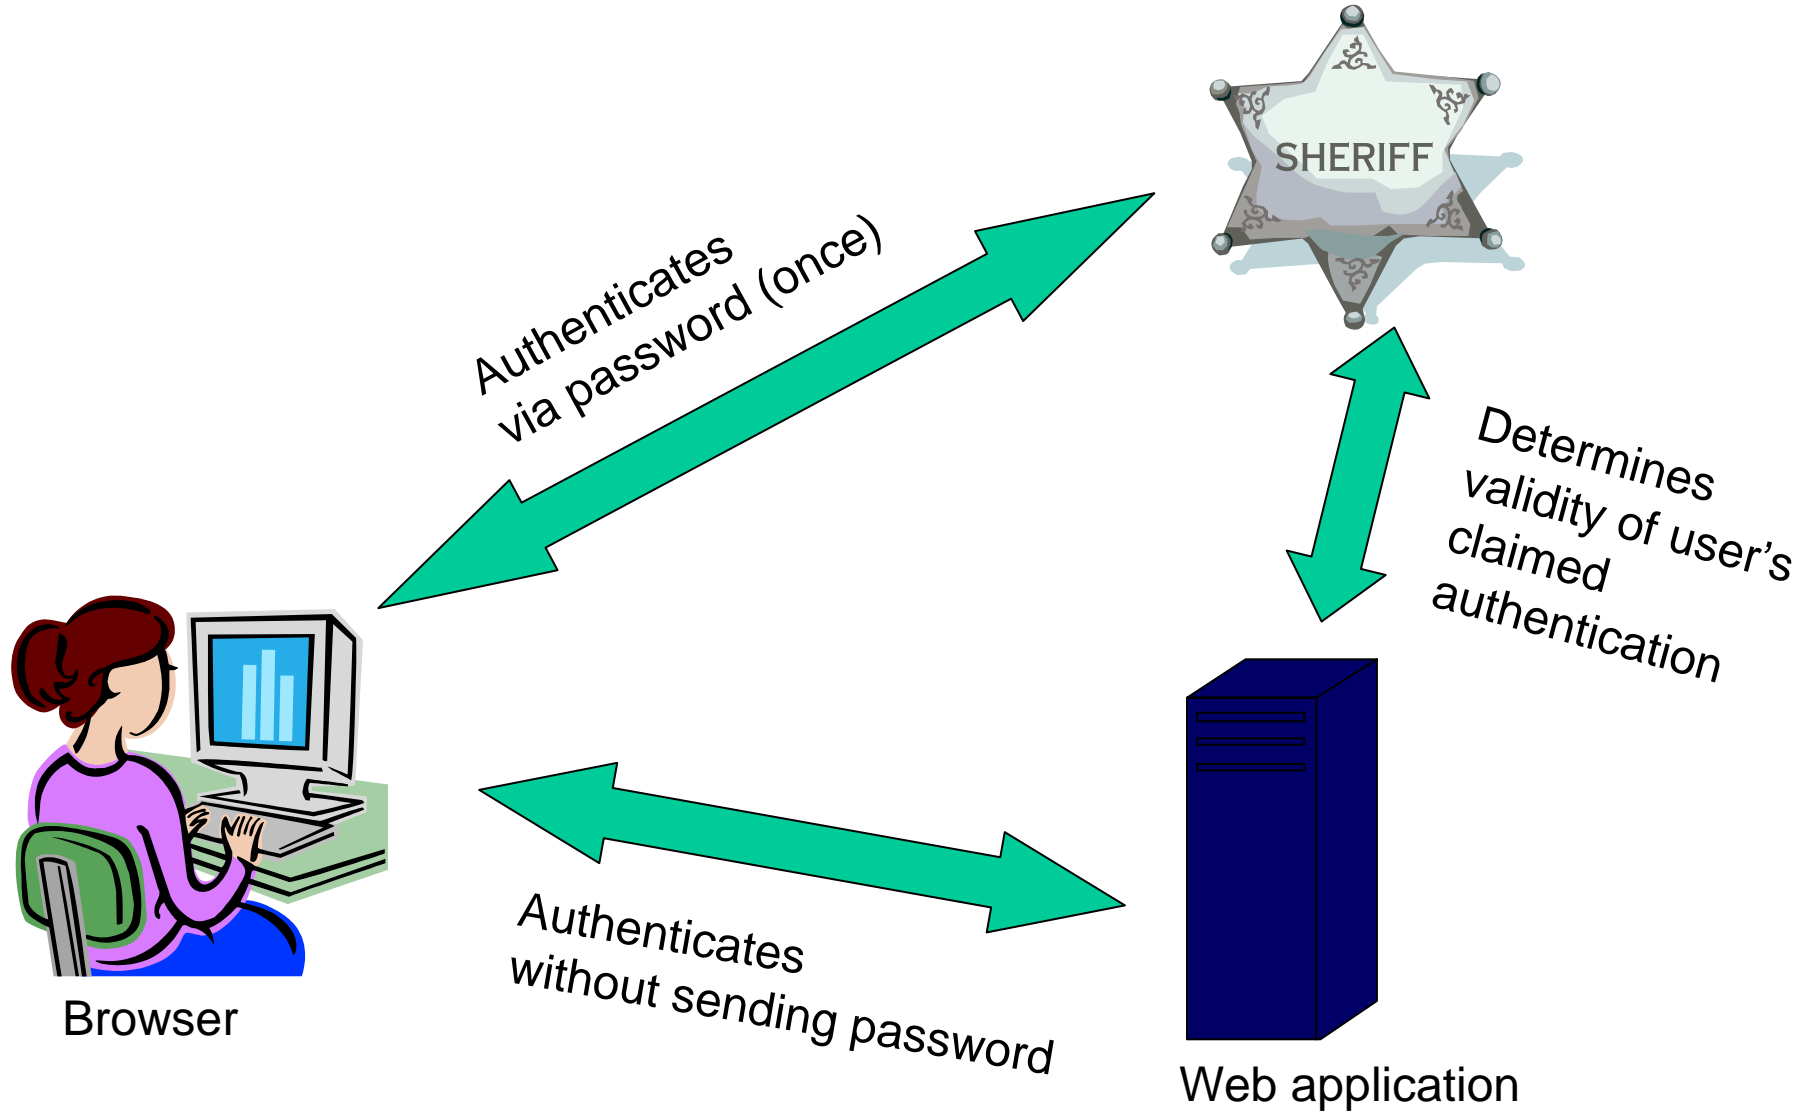 SHERIFF
Authenticates
via password (once)
Determines
validity of user’s
claimed
authentication
Authenticates
without sending password
Browser
Web application